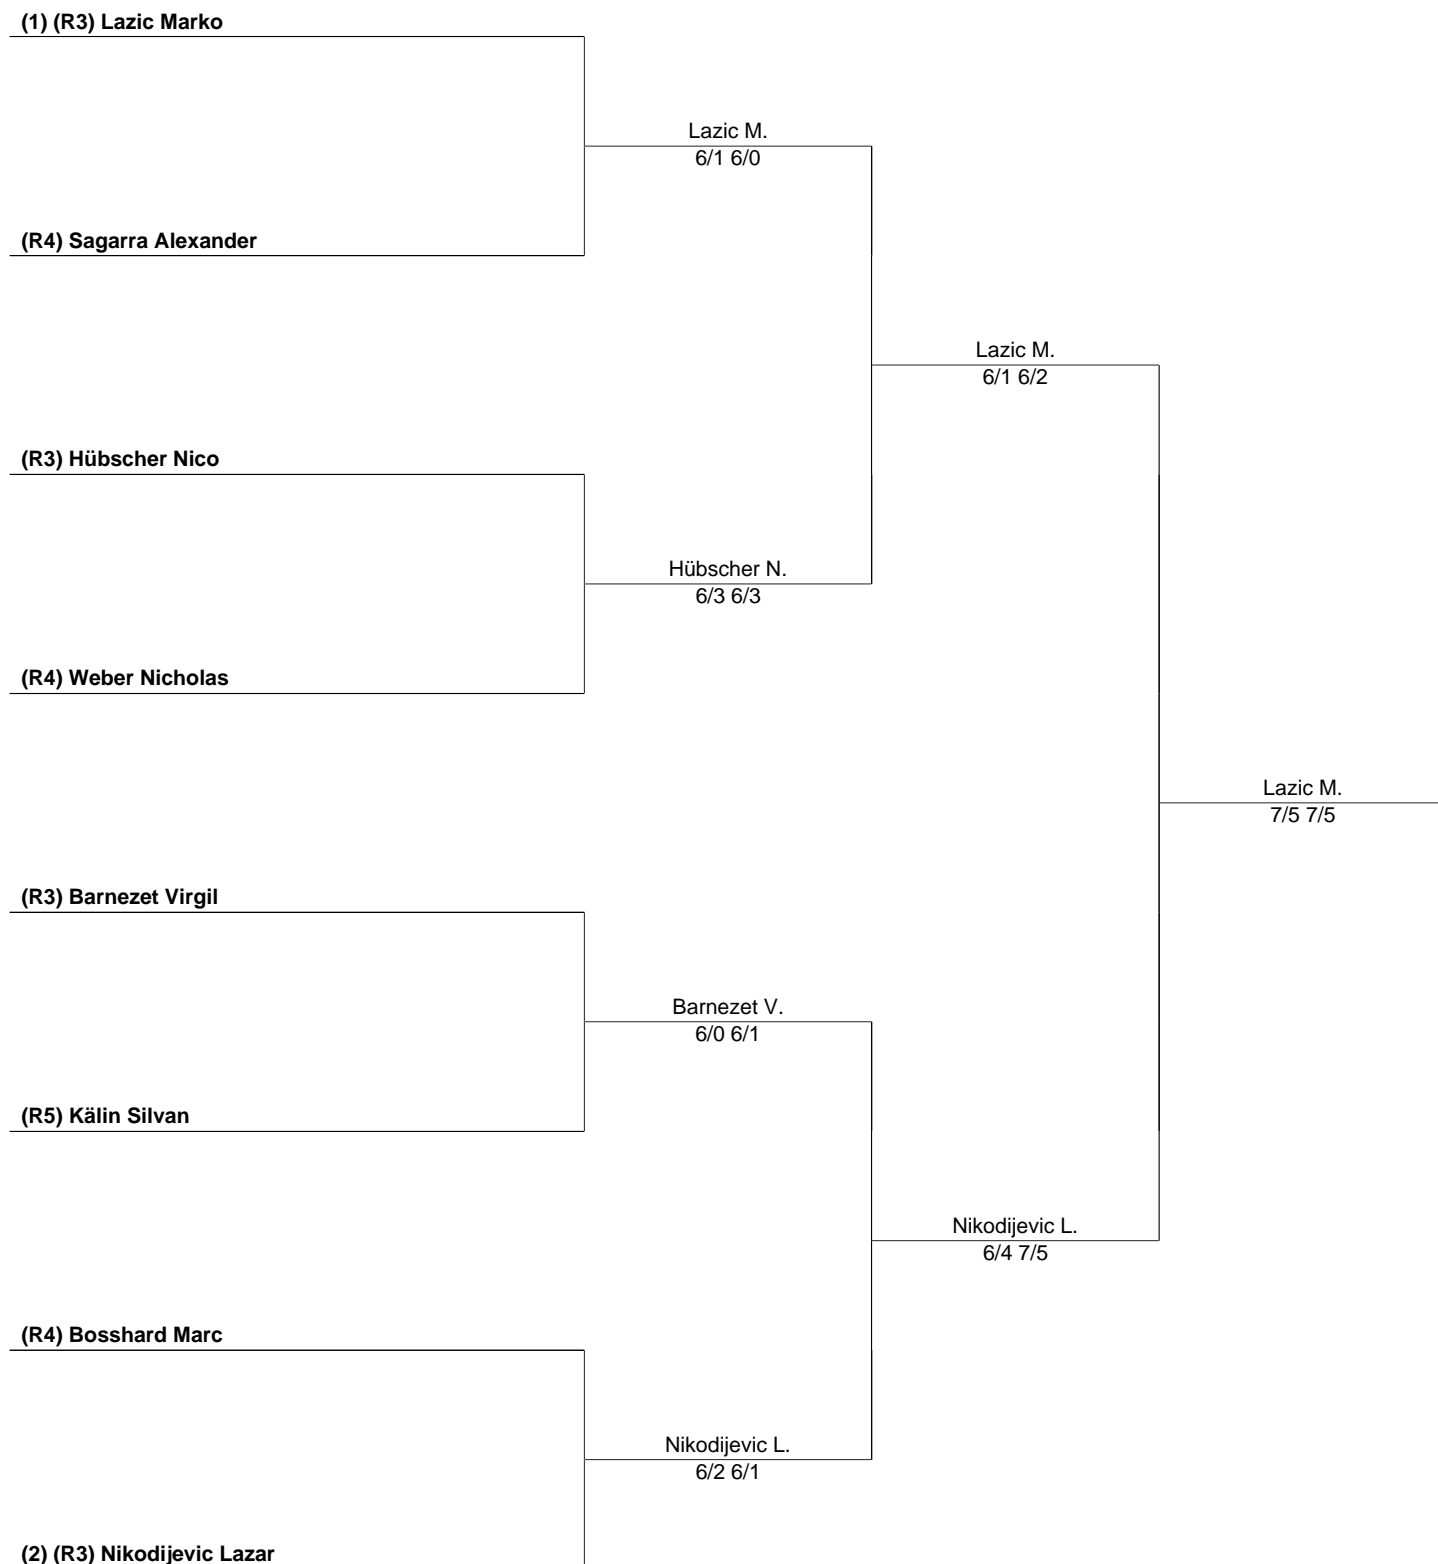 (1) (R3) Lazic Marko
Lazic M.
6/1 6/0
(R4) Sagarra Alexander
Lazic M.
6/1 6/2
(R3) Hübscher Nico
Hübscher N.
6/3 6/3
(R4) Weber Nicholas
Lazic M.
7/5 7/5
(R3) Barnezet Virgil
Barnezet V.
6/0 6/1
(R5) Kälin Silvan
Nikodijevic L.
6/4 7/5
(R4) Bosshard Marc
Nikodijevic L.
6/2 6/1
(2) (R3) Nikodijevic Lazar